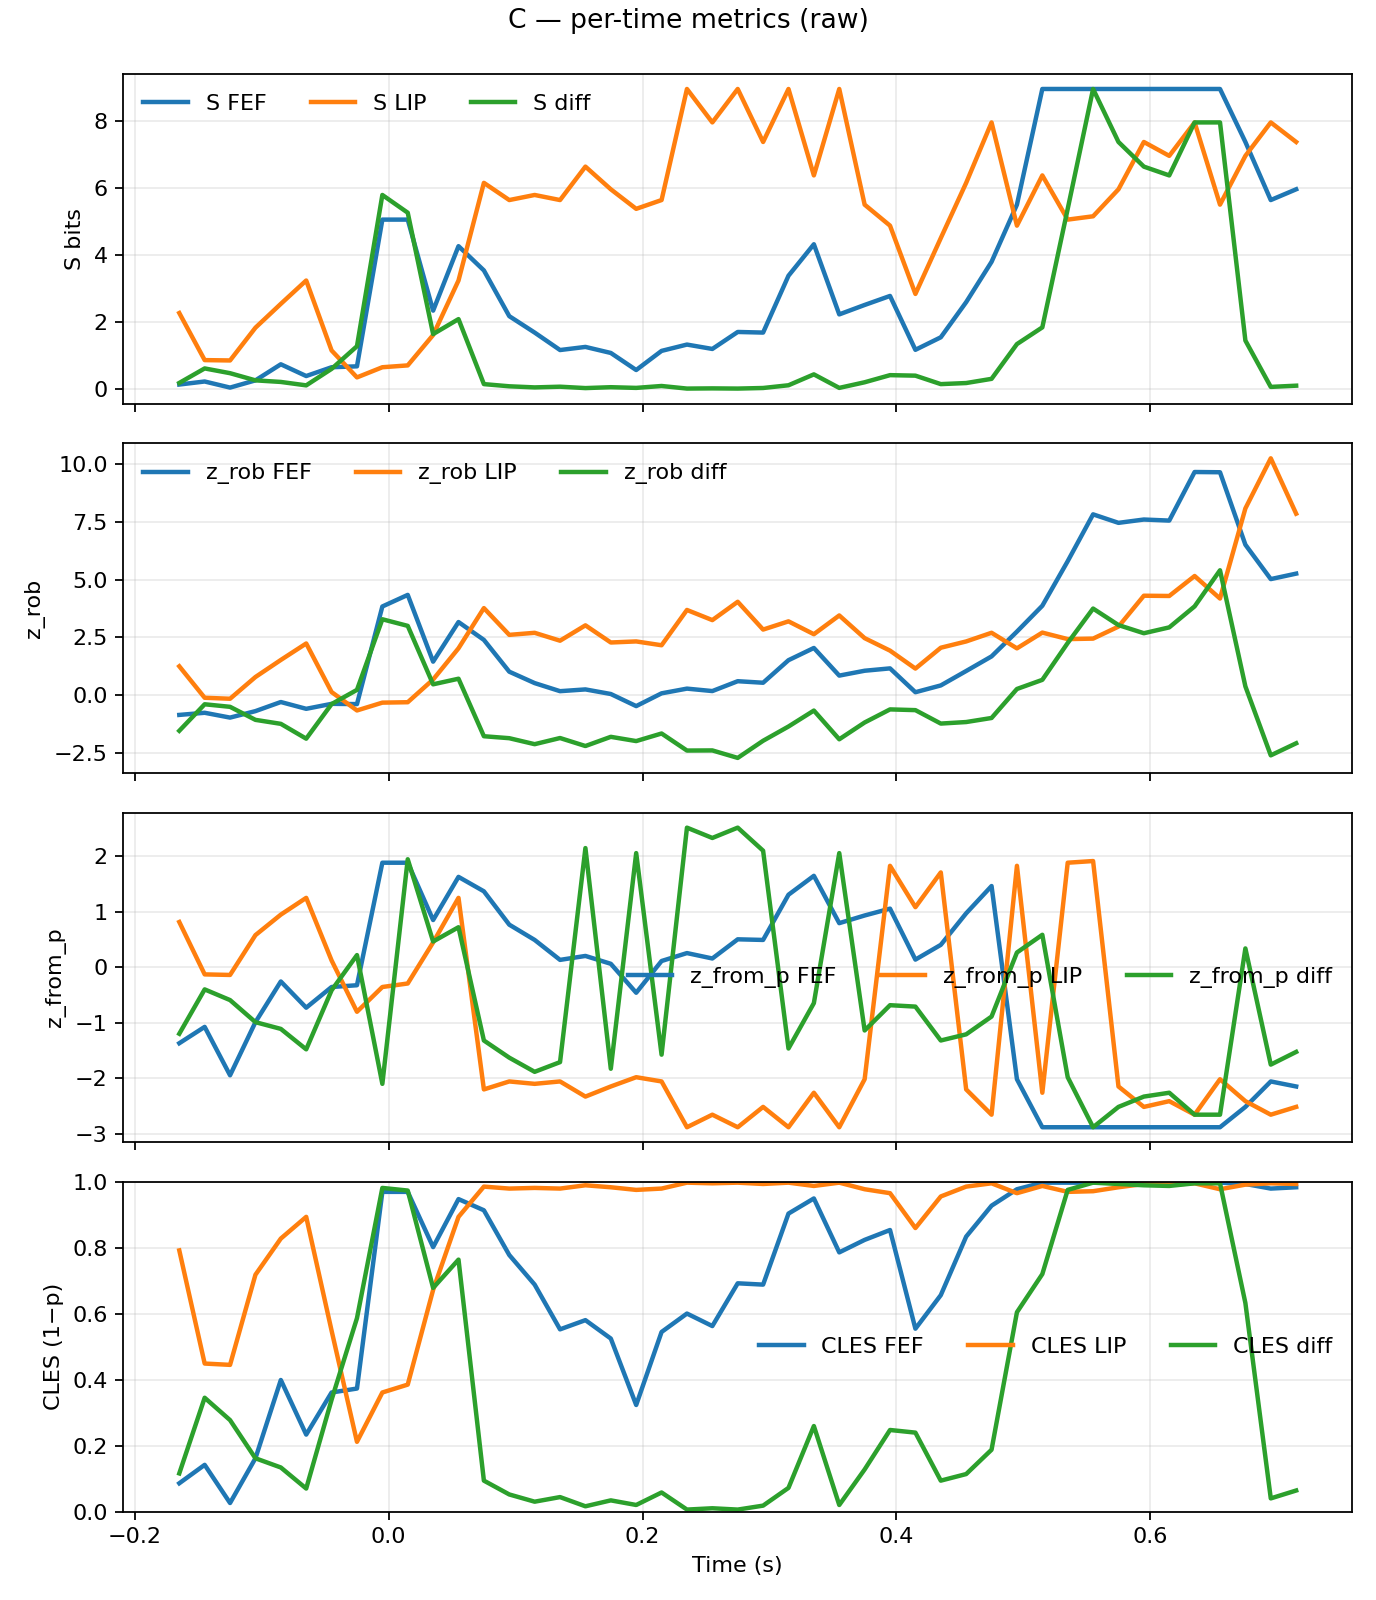 C — per-time metrics (raw)
S FEF S LIP S diff
8
6
4
2
0
S bits
z_rob FEF z_rob LIP z_rob diff
10.0
7.5
5.0
2.5
0.0
−2.5
z_rob
2
1
0
−1
−2
−3
z_from_p
z_from_p FEF z_from_p LIP z_from_p diff
1.0
0.8
0.6
0.4
0.2
0.0
CLES (1−p)
CLES FEF CLES LIP CLES diff
−0.2 0.0 0.2 0.4 0.6
Time (s)